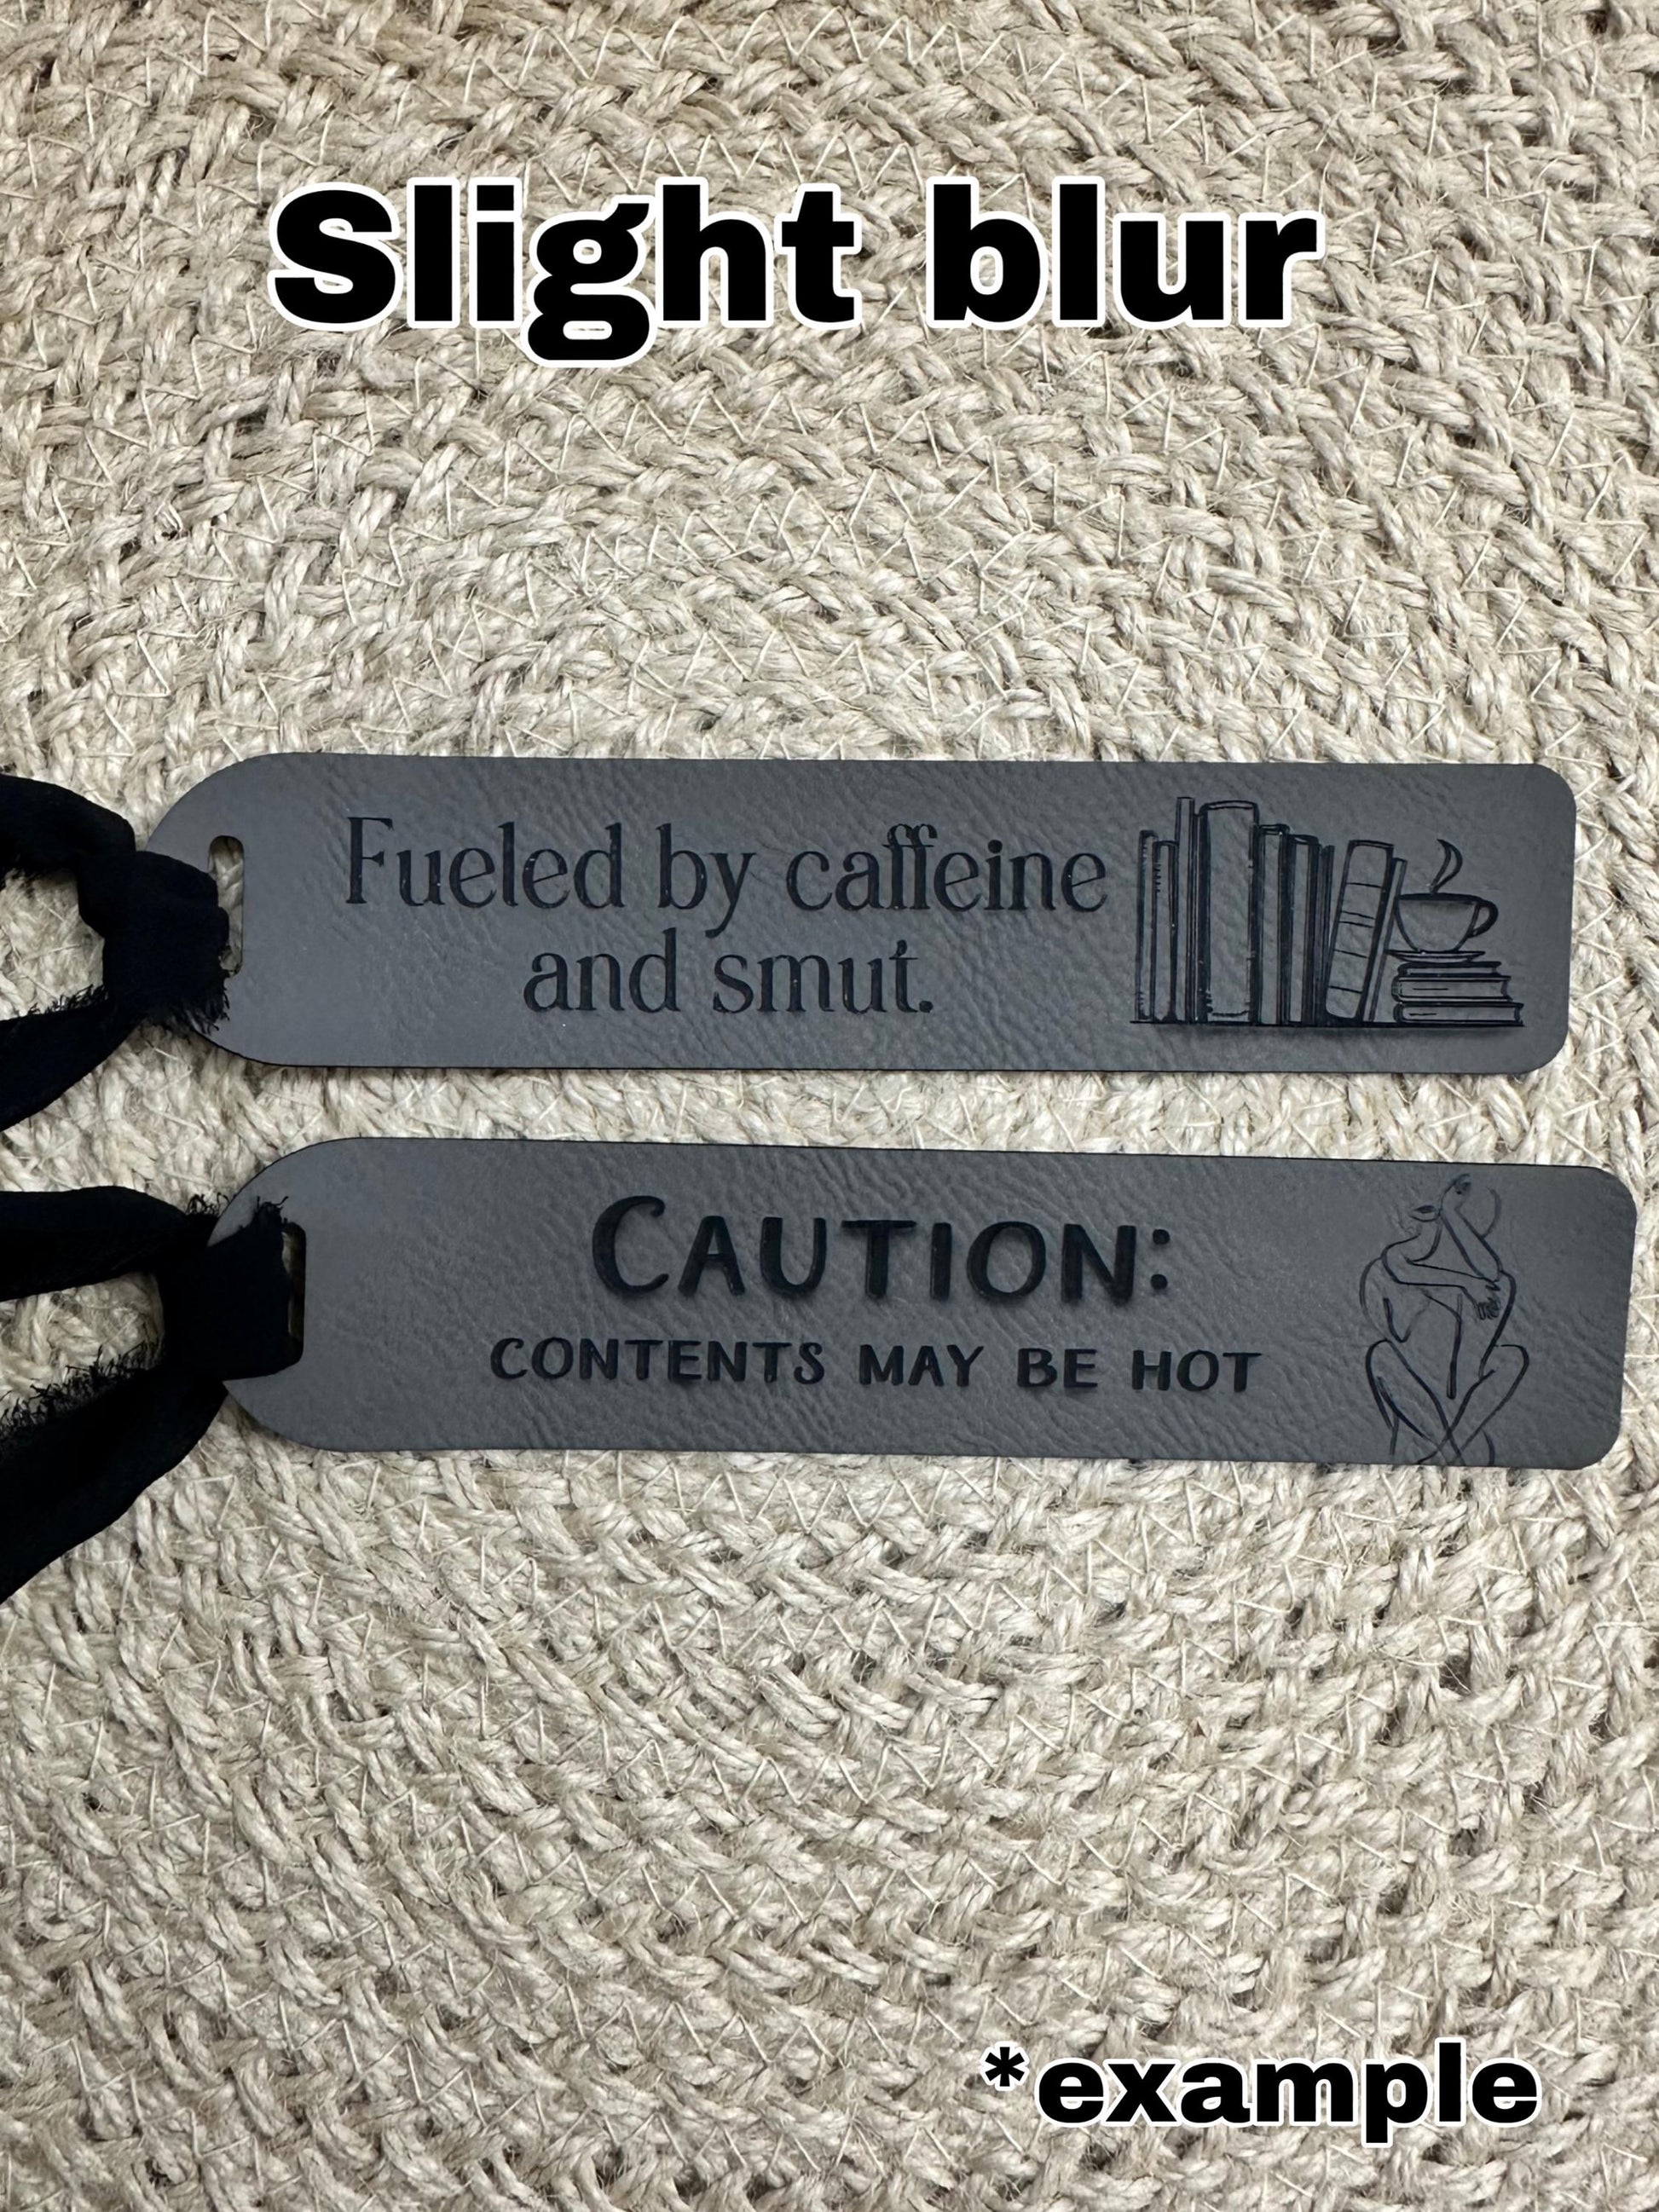 Slight blur
Fueled by caffeine
and smut.
CAUTION:
CONTENTS MAY BE HOT
*example